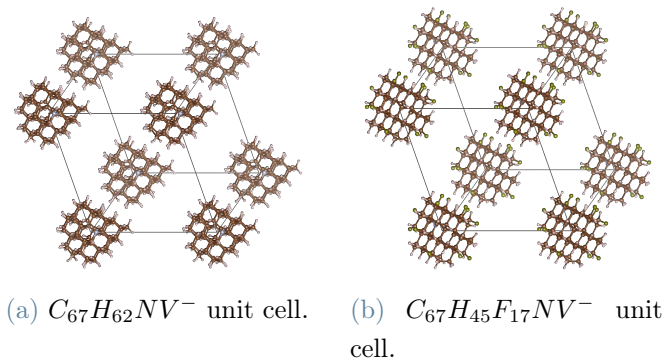 (a) C₆₇H₆₂NV⁻ unit cell.
(b) C₆₇H₄₅F₁₇NV⁻ unit
cell.